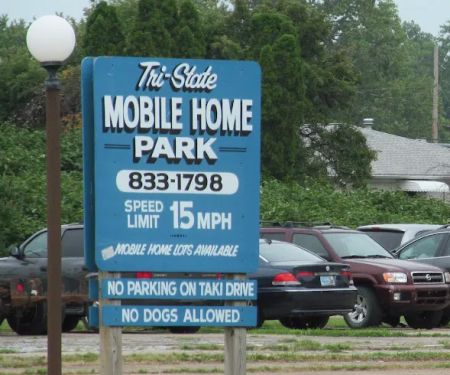 Tri-State
MOBILE HOME
PARK
833-1798
SPEED
LIMIT 15 MPH
MOBILE HOME LOTS AVAILABLE
NO PARKING ON TAKI DRIVE
NO DOGS ALLOWED